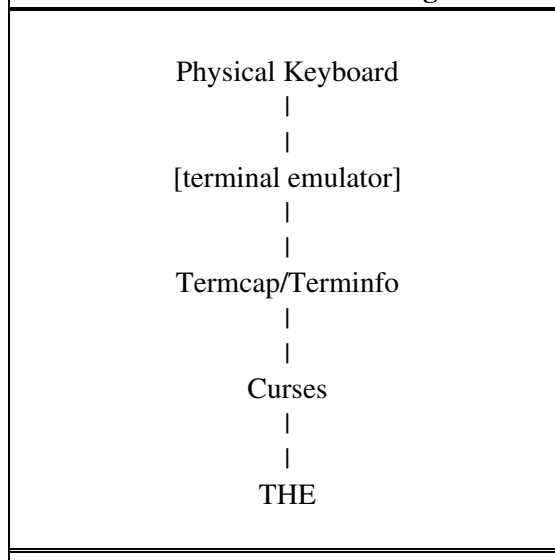 Physical Keyboard
|
|
[terminal emulator]
|
|
Termcap/Terminfo
|
|
Curses
|
|
THE